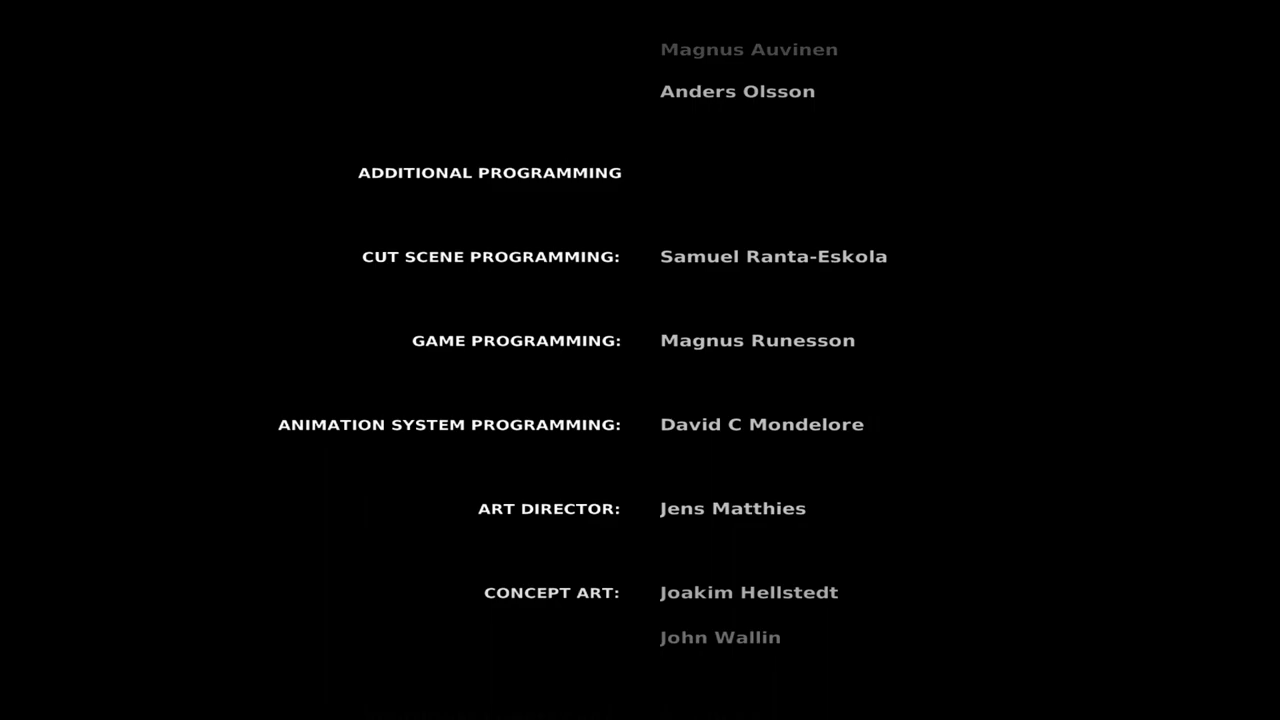 Magnus Auvinen
Anders Olsson
ADDITIONAL PROGRAMMING
CUT SCENE PROGRAMMING: Samuel Ranta-Eskola
GAME PROGRAMMING: Magnus Runesson
ANIMATION SYSTEM PROGRAMMING: David C Mondelore
ART DIRECTOR: Jens Matthies
CONCEPT ART: Joakim Hellstedt
John Wallin